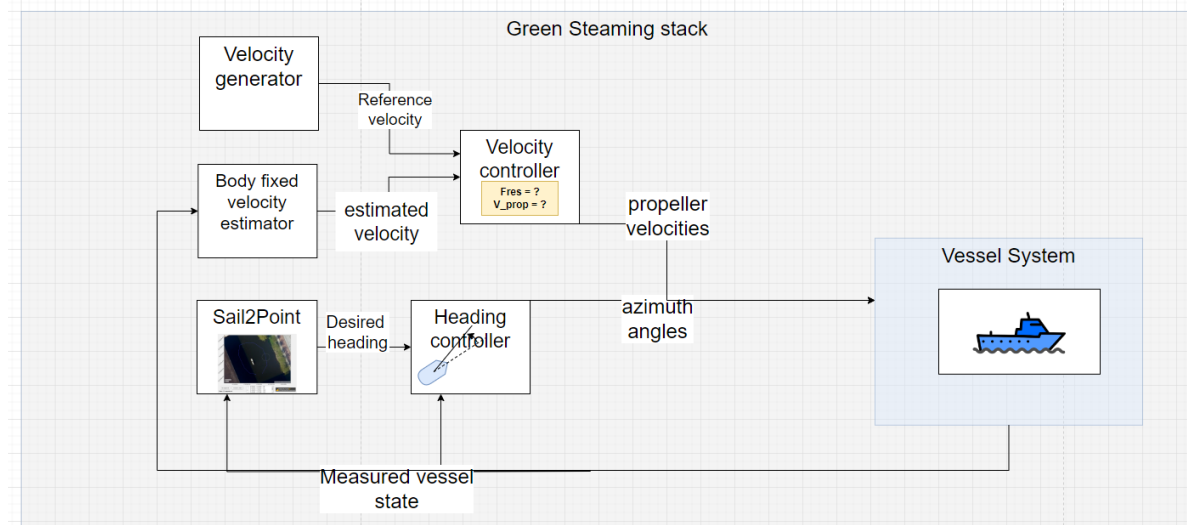 Green Steaming stack
Velocity
generator
Reference
velocity
Velocity
controller
Fres = ?
V_prop = ?
Body fixed
velocity
estimator
estimated
velocity
propeller
velocities
Vessel System
Sail2Point
Desired
heading
Heading
controller
azimuth
angles
Measured vessel
state